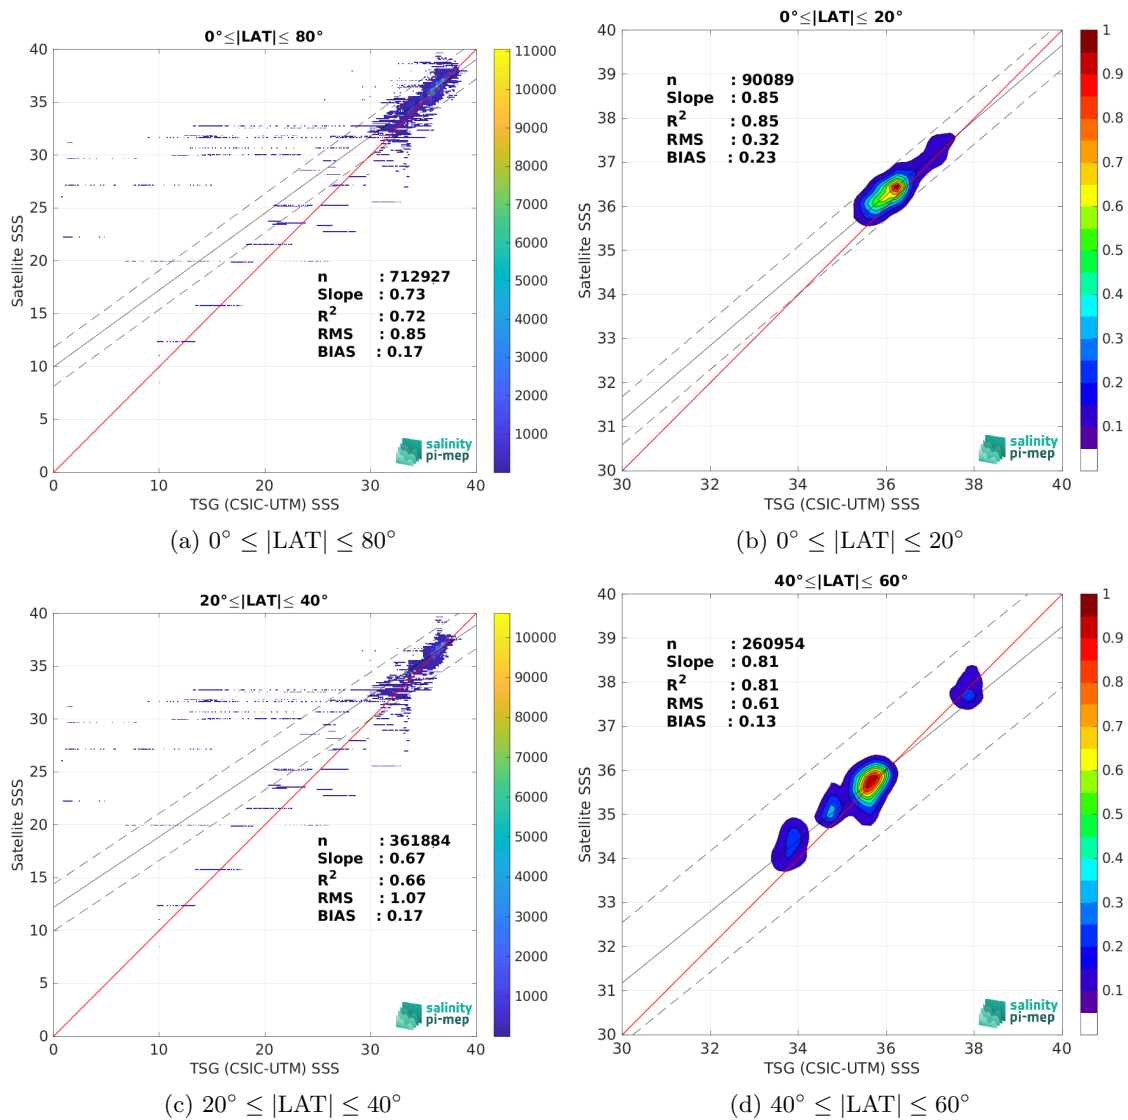 0°≤|LAT|≤ 80°
40
35
30
25
20
15
10
5
0
Satellite SSS
n : 712927
Slope : 0.73
R² : 0.72
RMS : 0.85
BIAS : 0.17
salinity
pi-mep
0 10 20 30 40
TSG (CSIC-UTM) SSS
11000
10000
9000
8000
7000
6000
5000
4000
3000
2000
1000
(a) 0° ≤ |LAT| ≤ 80°
0°≤|LAT|≤ 20°
40
39
38
37
36
35
34
33
32
31
30
Satellite SSS
n : 90089
Slope : 0.85
R² : 0.85
RMS : 0.32
BIAS : 0.23
salinity
pi-mep
30 32 34 36 38 40
TSG (CSIC-UTM) SSS
1
0.9
0.8
0.7
0.6
0.5
0.4
0.3
0.2
0.1
(b) 0° ≤ |LAT| ≤ 20°
20°≤|LAT|≤ 40°
40
35
30
25
20
15
10
5
0
Satellite SSS
n : 361884
Slope : 0.67
R² : 0.66
RMS : 1.07
BIAS : 0.17
salinity
pi-mep
0 10 20 30 40
TSG (CSIC-UTM) SSS
10000
9000
8000
7000
6000
5000
4000
3000
2000
1000
(c) 20° ≤ |LAT| ≤ 40°
40°≤|LAT|≤ 60°
40
39
38
37
36
35
34
33
32
31
30
Satellite SSS
n : 260954
Slope : 0.81
R² : 0.81
RMS : 0.61
BIAS : 0.13
salinity
pi-mep
30 32 34 36 38 40
TSG (CSIC-UTM) SSS
1
0.9
0.8
0.7
0.6
0.5
0.4
0.3
0.2
0.1
(d) 40° ≤ |LAT| ≤ 60°